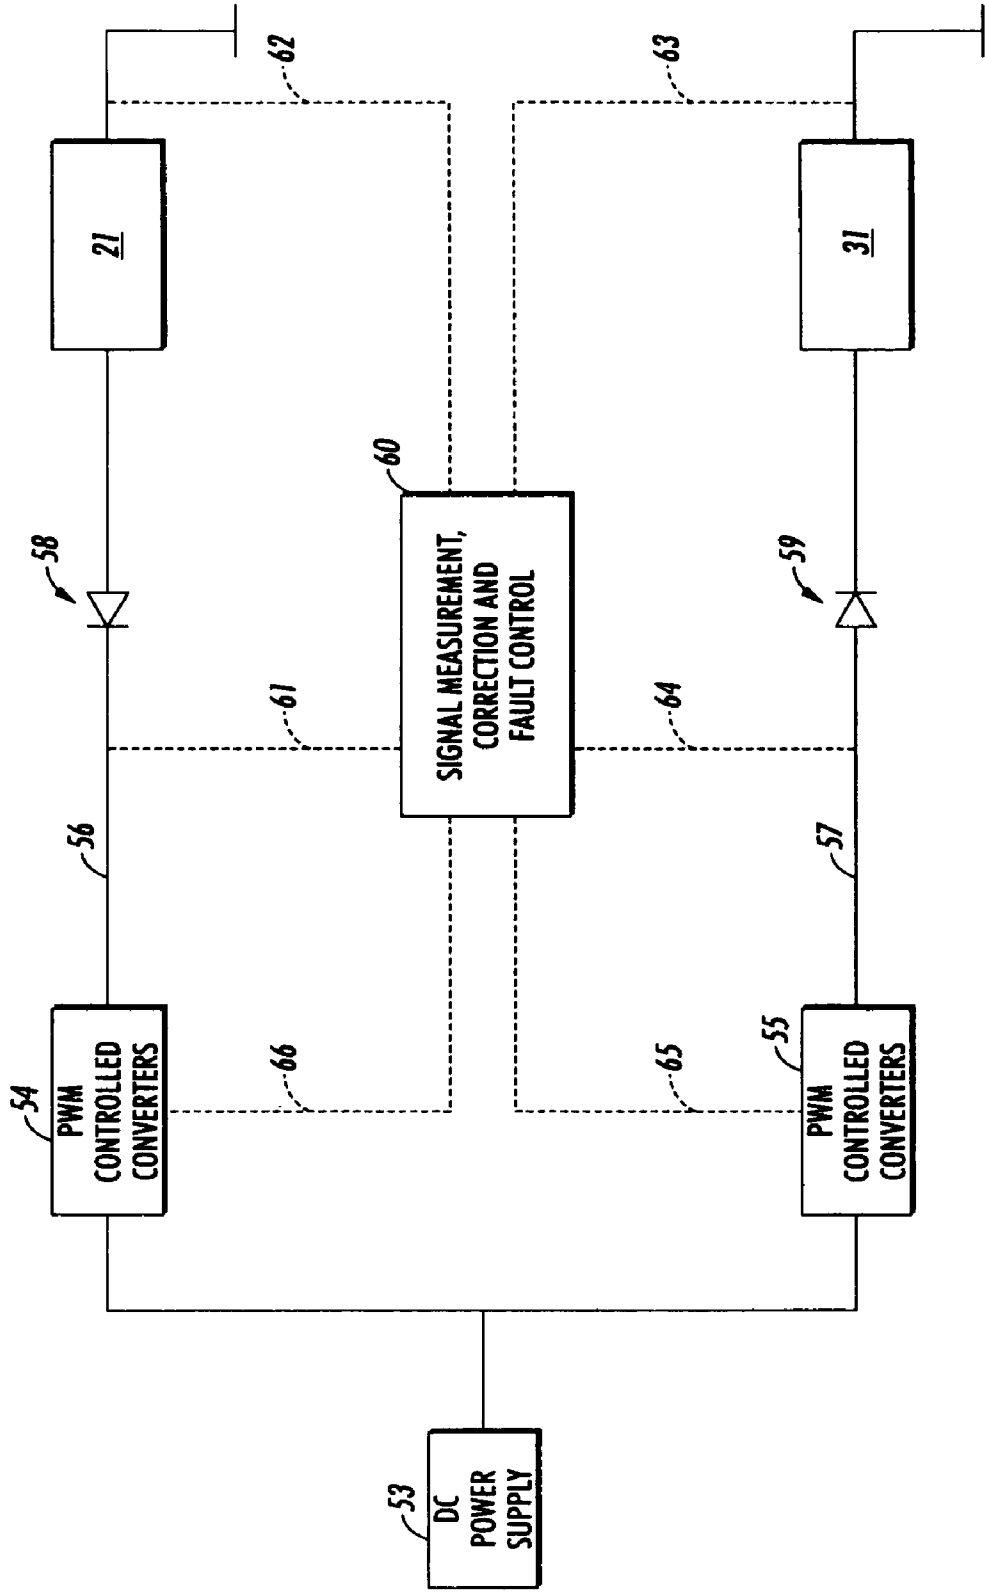 53
DC
POWER
SUPPLY
54
PWM
CONTROLLED
CONVERTERS
56
58
21
66
61
62
60
SIGNAL MEASUREMENT,
CORRECTION AND
FAULT CONTROL
65
64
63
55
PWM
CONTROLLED
CONVERTERS
57
59
31